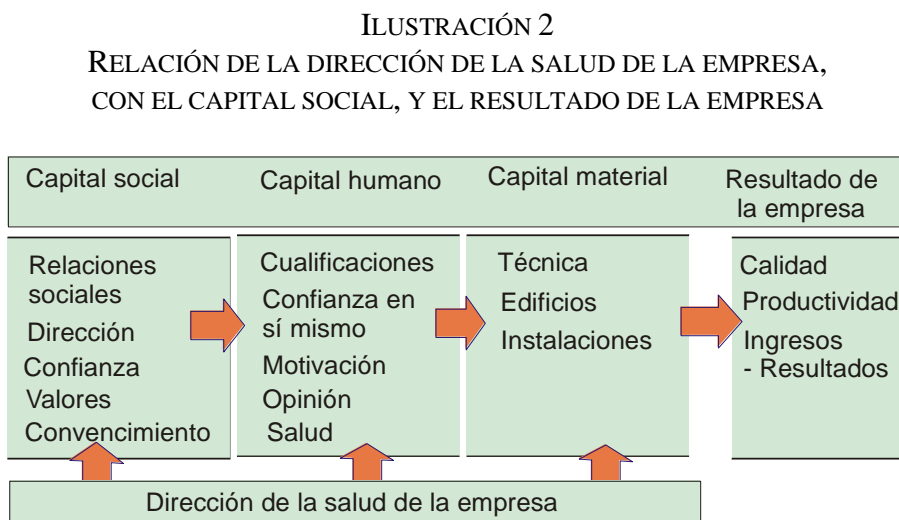 ILUSTRACIÓN 2
RELACIÓN DE LA DIRECCIÓN DE LA SALUD DE LA EMPRESA,
CON EL CAPITAL SOCIAL, Y EL RESULTADO DE LA EMPRESA
Capital social
Capital humano
Capital material
Resultado de
la empresa
Relaciones
sociales
Dirección
Confianza
Valores
Convencimiento
Cualificaciones
Confianza en
sí mismo
Motivación
Opinión
Salud
Técnica
Edificios
Instalaciones
Calidad
Productividad
Ingresos
- Resultados
Dirección de la salud de la empresa